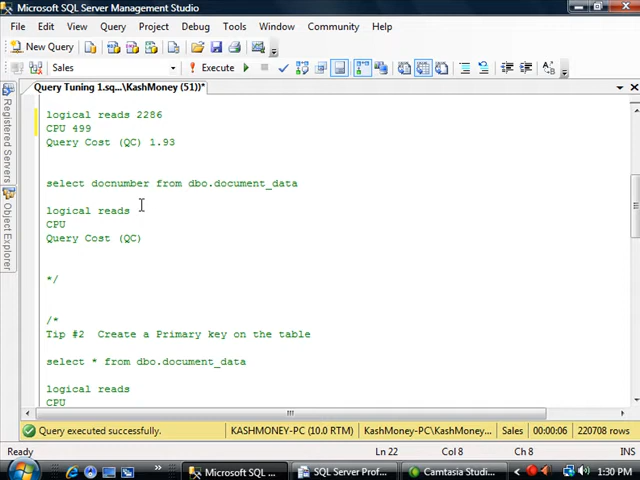 Microsoft SQL Server Management Studio
File Edit View Query Project Debug Tools Window Community Help
New Query
Sales Execute
Query Tuning 1.sq...\KashMoney (51))*
Registered Servers
Object Explorer
logical reads 2286
CPU 499
Query Cost (QC) 1.93
select docnumber from dbo.document_data
logical reads
CPU
Query Cost (QC)
*/
/*
Tip #2 Create a Primary key on the table
select * from dbo.document_data
logical reads
CPU
Query executed successfully. KASHMONEY-PC (10.0 RTM) KashMoney-PC\KashMoney... Sales 00:00:06 220708 rows
Ready Ln 22 Col 8 Ch 8 INS
Microsoft SQL ... SQL Server Prof... Camtasia Studi... 1:30 PM